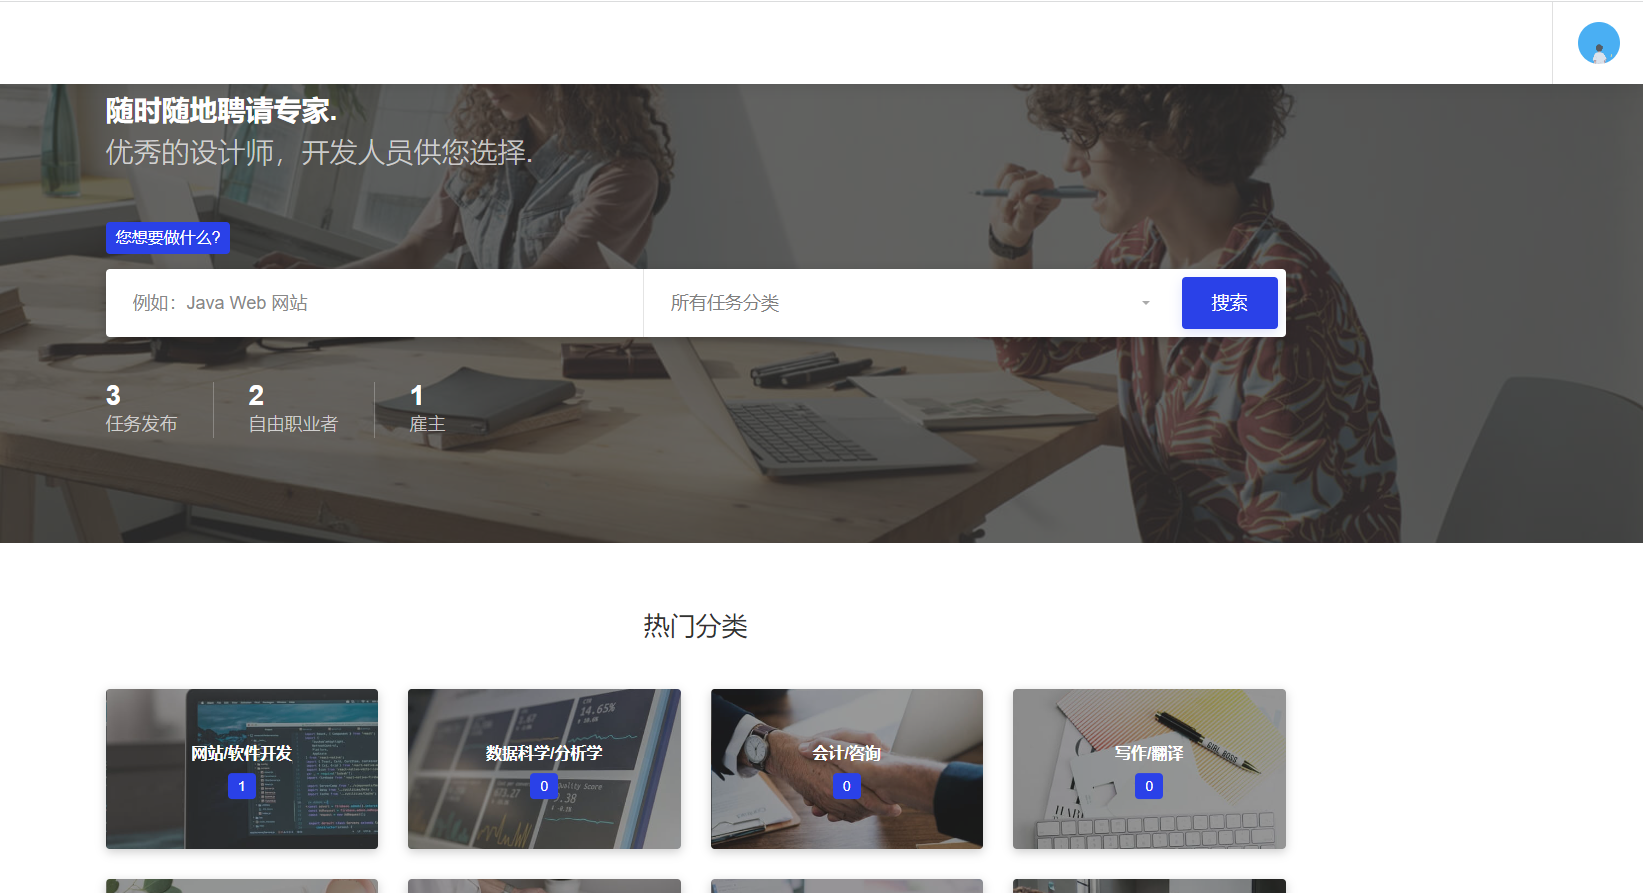 随时随地聘请专家.
优秀的设计师，开发人员供您选择.
您想要做什么?
例如：Java Web 网站
所有任务分类
搜索
3
任务发布
2
自由职业者
1
雇主
热门分类
网站/软件开发
1
数据科学/分析学
0
会计/咨询
0
写作/翻译
0
14.65%
GIRL BOSS